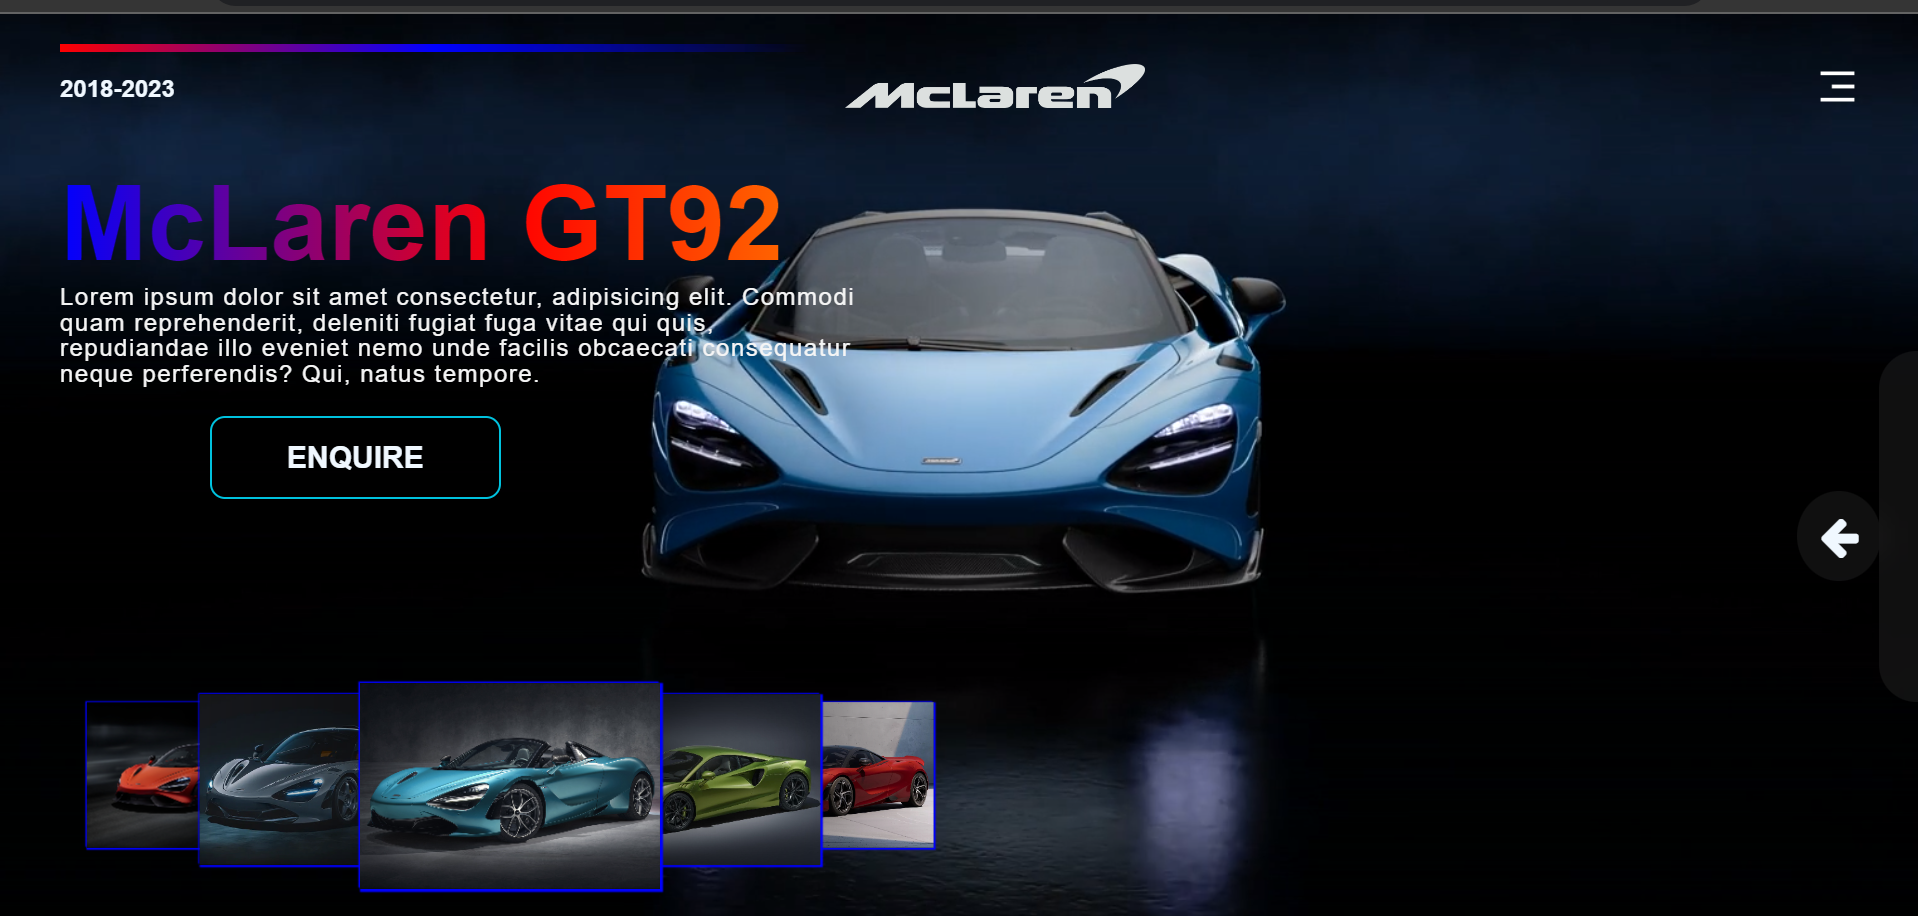 2018-2023
McLaren
McLaren GT92
Lorem ipsum dolor sit amet consectetur, adipisicing elit. Commodi
quam reprehenderit, deleniti fugiat fuga vitae qui quis,
repudiandae illo eveniet nemo unde facilis obcaecati consequatur
neque perferendis? Qui, natus tempore.
ENQUIRE